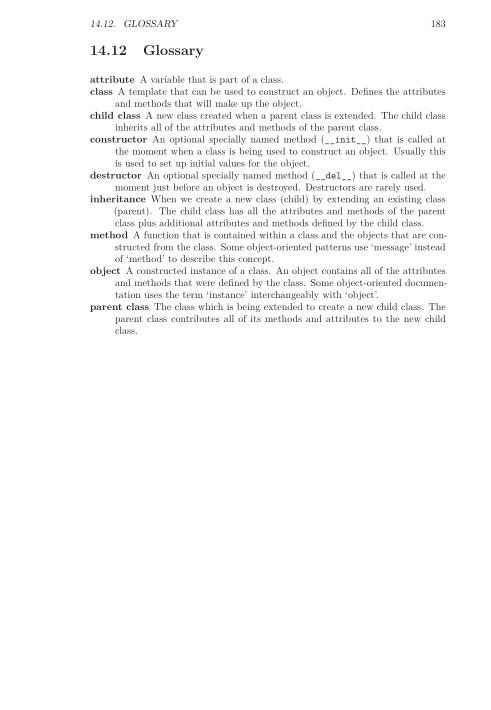 14.12. GLOSSARY 183
14.12 Glossary
attribute A variable that is part of a class.
class A template that can be used to construct an object. Defines the attributes
and methods that will make up the object.
child class A new class created when a parent class is extended. The child class
inherits all of the attributes and methods of the parent class.
constructor An optional specially named method (__init__) that is called at
the moment when a class is being used to construct an object. Usually this
is used to set up initial values for the object.
destructor An optional specially named method (__del__) that is called at the
moment just before an object is destroyed. Destructors are rarely used.
inheritance When we create a new class (child) by extending an existing class
(parent). The child class has all the attributes and methods of the parent
class plus additional attributes and methods defined by the child class.
method A function that is contained within a class and the objects that are con-
structed from the class. Some object-oriented patterns use ‘message’ instead
of ‘method’ to describe this concept.
object A constructed instance of a class. An object contains all of the attributes
and methods that were defined by the class. Some object-oriented documen-
tation uses the term ‘instance’ interchangeably with ‘object’.
parent class The class which is being extended to create a new child class. The
parent class contributes all of its methods and attributes to the new child
class.